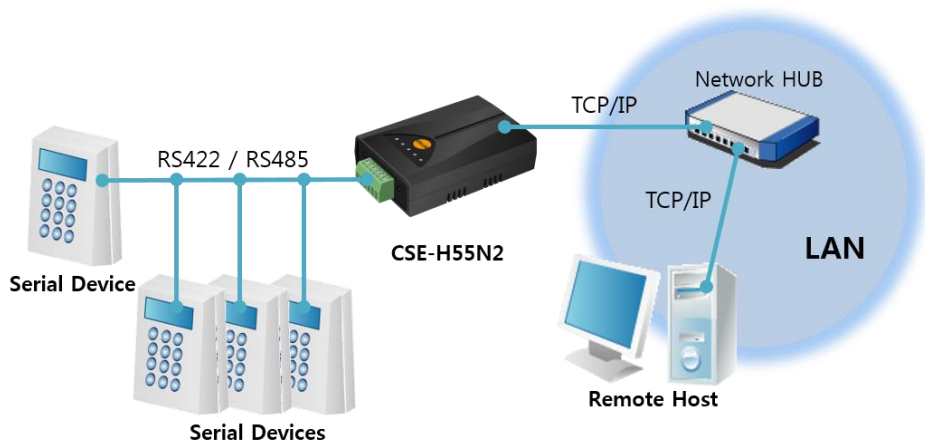 Network HUB
TCP/IP
RS422 / RS485
TCP/IP
CSE-H55N2
LAN
Serial Device
Remote Host
Serial Devices